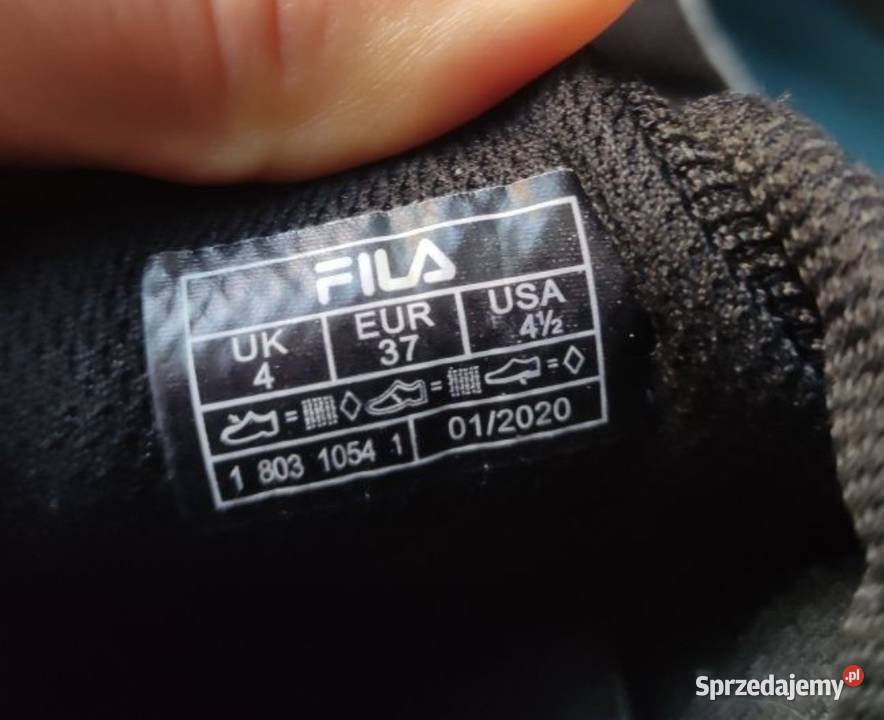 FILA
UK EUR USA
4 37 4½
1 803 1054 1 01/2020
Sprzedajemy.pl